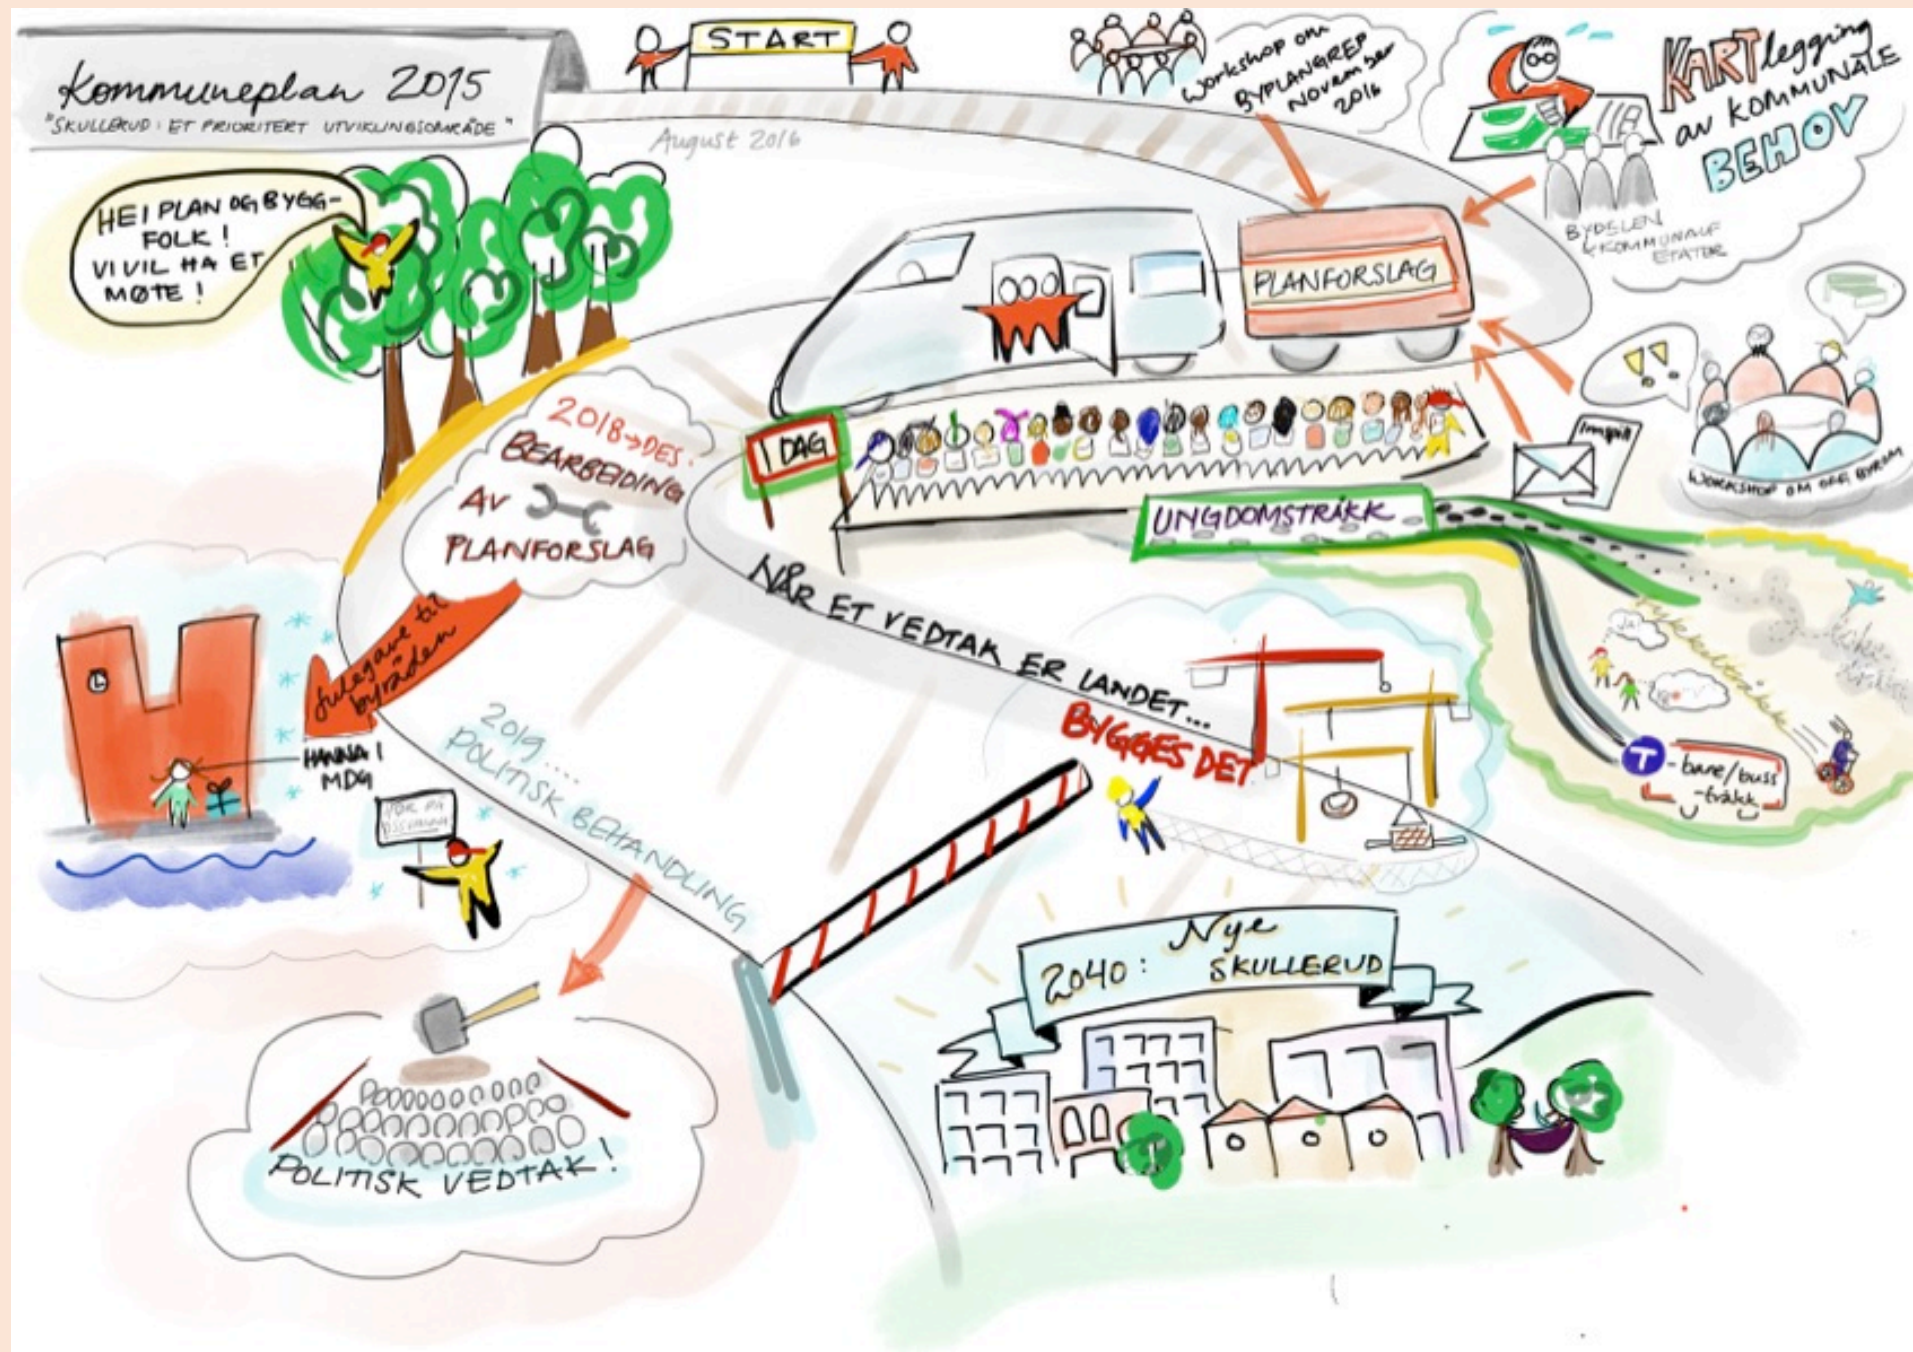 Kommuneplan 2015
"SKULLERUD: ET PRIORITERT UTVIKLINGSOMRÅDE"
START
August 2016
Workshop om
BYPLANGREP
NOVEMBER
2016
KARTlegging
av KOMMUNALE
BEHOV
BYDELEN
KOMMUNALE
ETATER
HEI PLAN OG BYGG-
FOLK!
VI VIL HA ET
MØTE!
PLANFORSLAG
2018→DES.
BEARBEIDING
AV
PLANFORSLAG
I DAG
Innspill
WORKSHOP OM BYROM
UNGDOMSTRÅKK
NÅR ET VEDTAK ER LANDET...
BYGGES DET
JA
T-bane/buss
-tråkk
Julegave til
byråden
HANNA I
MDG
2019....
POLITISK BEHANDLING
2040: Nye
SKULLERUD
POLITISK VEDTAK!